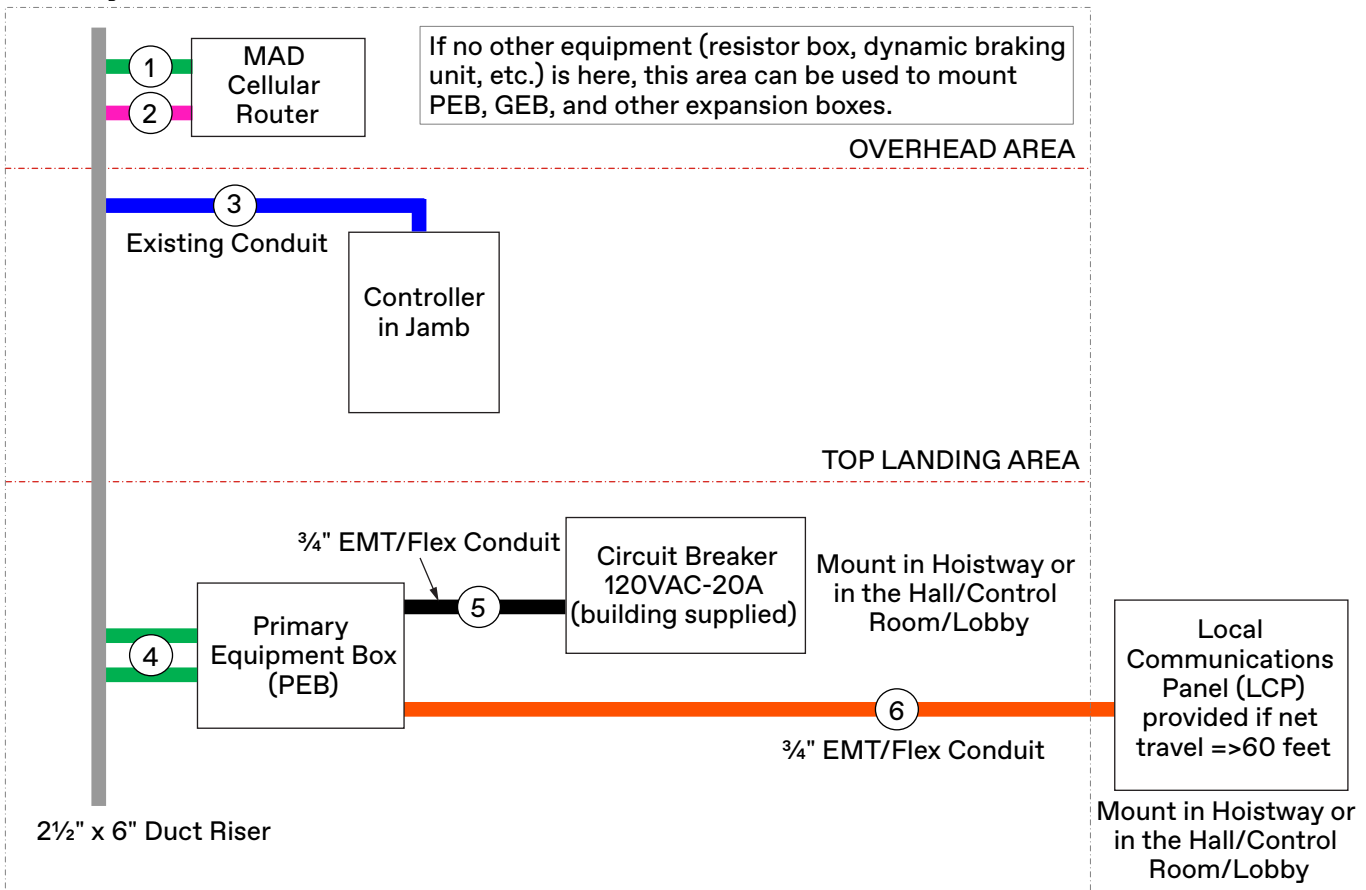 1
MAD
Cellular
Router
2
If no other equipment (resistor box, dynamic braking
unit, etc.) is here, this area can be used to mount
PEB, GEB, and other expansion boxes.
OVERHEAD AREA
3
Existing Conduit
Controller
in Jamb
TOP LANDING AREA
¾" EMT/Flex Conduit
5
Circuit Breaker
120VAC-20A
(building supplied)
Mount in Hoistway or
in the Hall/Control
Room/Lobby
4
Primary
Equipment Box
(PEB)
6
¾" EMT/Flex Conduit
Local
Communications
Panel (LCP)
provided if net
travel =>60 feet
Mount in Hoistway or
in the Hall/Control
Room/Lobby
2½" x 6" Duct Riser